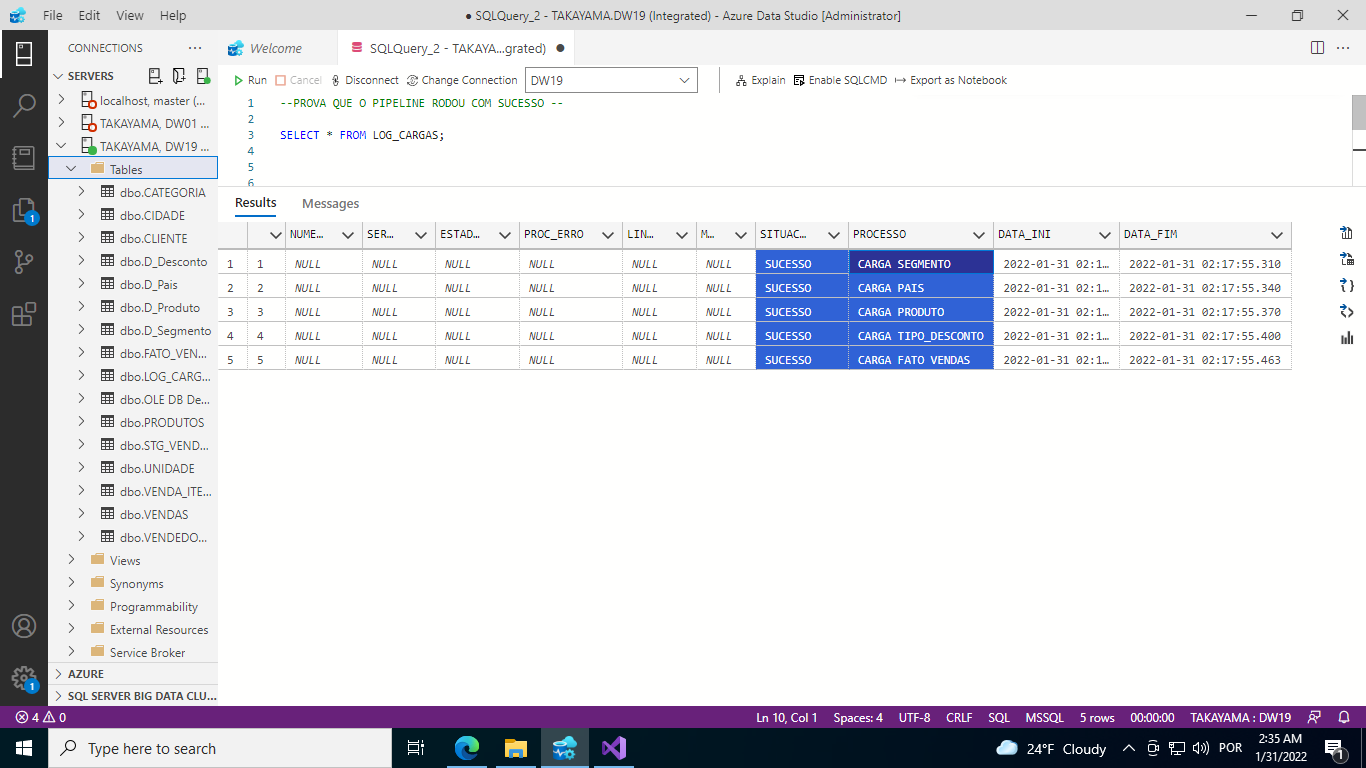 File Edit View Help ● SQLQuery_2 - TAKAYAMA.DW19 (Integrated) - Azure Data Studio [Administrator]
CONNECTIONS ···
Welcome
SQLQuery_2 - TAKAYA...grated) ●
SERVERS
Run Cancel Disconnect Change Connection DW19 Explain Enable SQLCMD Export as Notebook
localhost, master (...
TAKAYAMA, DW01 ...
TAKAYAMA, DW19 ...
Tables
dbo.CATEGORIA
dbo.CIDADE
dbo.CLIENTE
dbo.D_Desconto
dbo.D_Pais
dbo.D_Produto
dbo.D_Segmento
dbo.FATO_VEN...
dbo.LOG_CARG...
dbo.OLE DB De...
dbo.PRODUTOS
dbo.STG_VEND...
dbo.UNIDADE
dbo.VENDA_ITE...
dbo.VENDAS
dbo.VENDEDO...
Views
Synonyms
Programmability
External Resources
Service Broker
AZURE
SQL SERVER BIG DATA CLU...
1
1
1 --PROVA QUE O PIPELINE RODOU COM SUCESSO --
2
3 SELECT * FROM LOG_CARGAS;
4
5
6
Results Messages
NUME... SER... ESTAD... PROC_ERRO LIN... M... SITUAC... PROCESSO DATA_INI DATA_FIM
1 1 NULL NULL NULL NULL NULL NULL SUCESSO CARGA SEGMENTO 2022-01-31 02:1... 2022-01-31 02:17:55.310
2 2 NULL NULL NULL NULL NULL NULL SUCESSO CARGA PAIS 2022-01-31 02:1... 2022-01-31 02:17:55.340
3 3 NULL NULL NULL NULL NULL NULL SUCESSO CARGA PRODUTO 2022-01-31 02:1... 2022-01-31 02:17:55.370
4 4 NULL NULL NULL NULL NULL NULL SUCESSO CARGA TIPO_DESCONTO 2022-01-31 02:1... 2022-01-31 02:17:55.400
5 5 NULL NULL NULL NULL NULL NULL SUCESSO CARGA FATO VENDAS 2022-01-31 02:1... 2022-01-31 02:17:55.463
4 0 Ln 10, Col 1 Spaces: 4 UTF-8 CRLF SQL MSSQL 5 rows 00:00:00 TAKAYAMA : DW19
Type here to search 24°F Cloudy POR 2:35 AM
1/31/2022
1